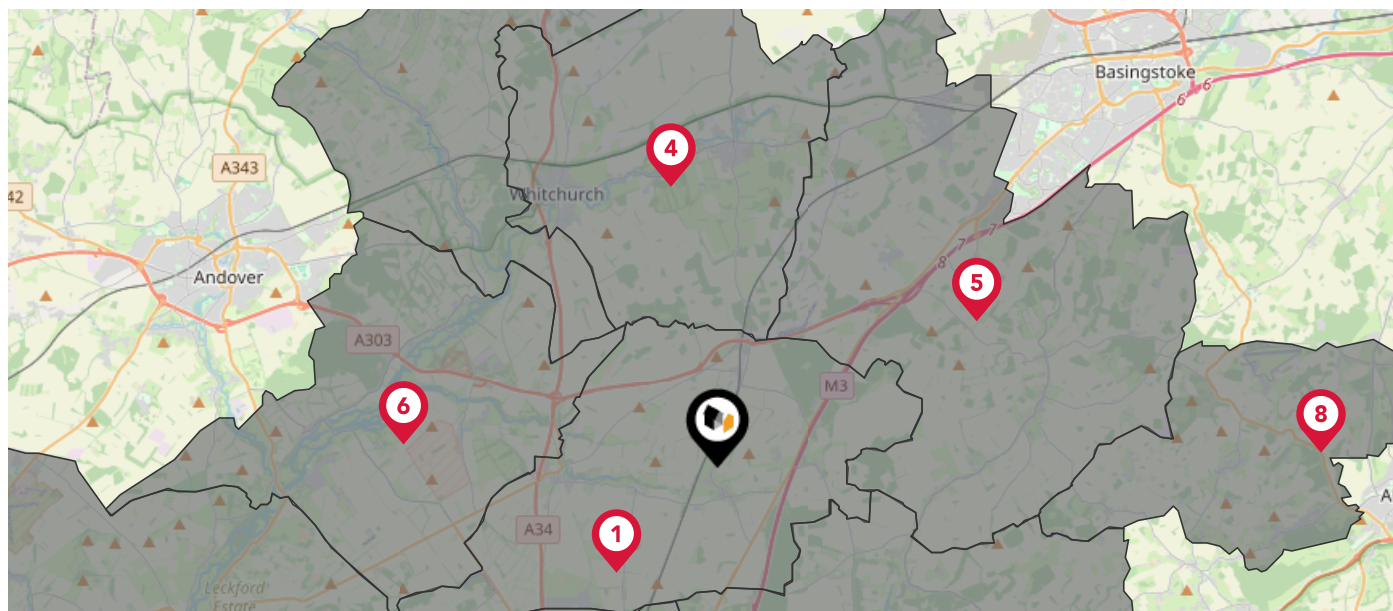 Basingstoke
6
6
4
A343
42
Whitchurch
7
7
8
5
Andover
A303
M3
6
8
A
A34
1
Leckford
Estate